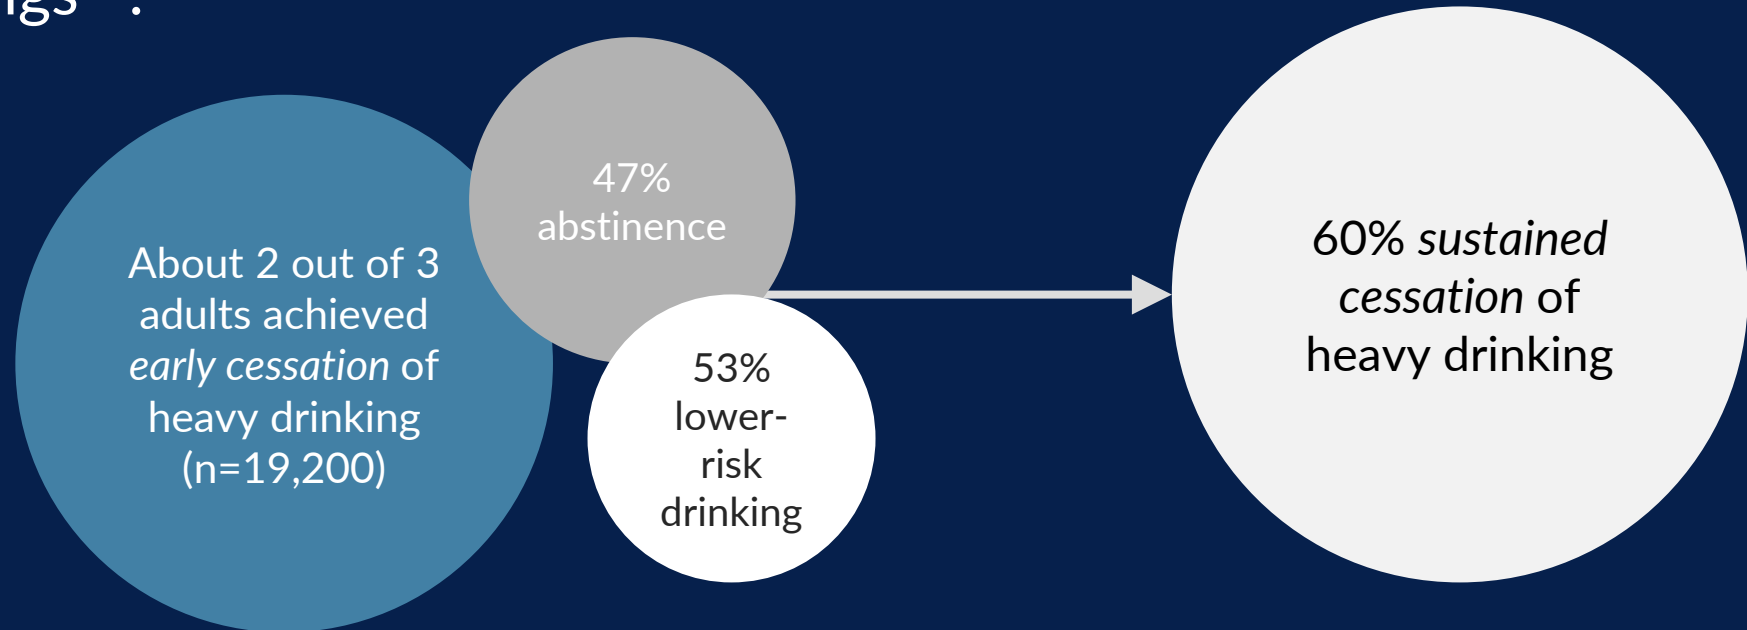 About 2 out of 3
adults achieved
early cessation of
heavy drinking
(n=19,200)
47%
abstinence
53%
lower-
risk
drinking
60% sustained
cessation of
heavy drinking